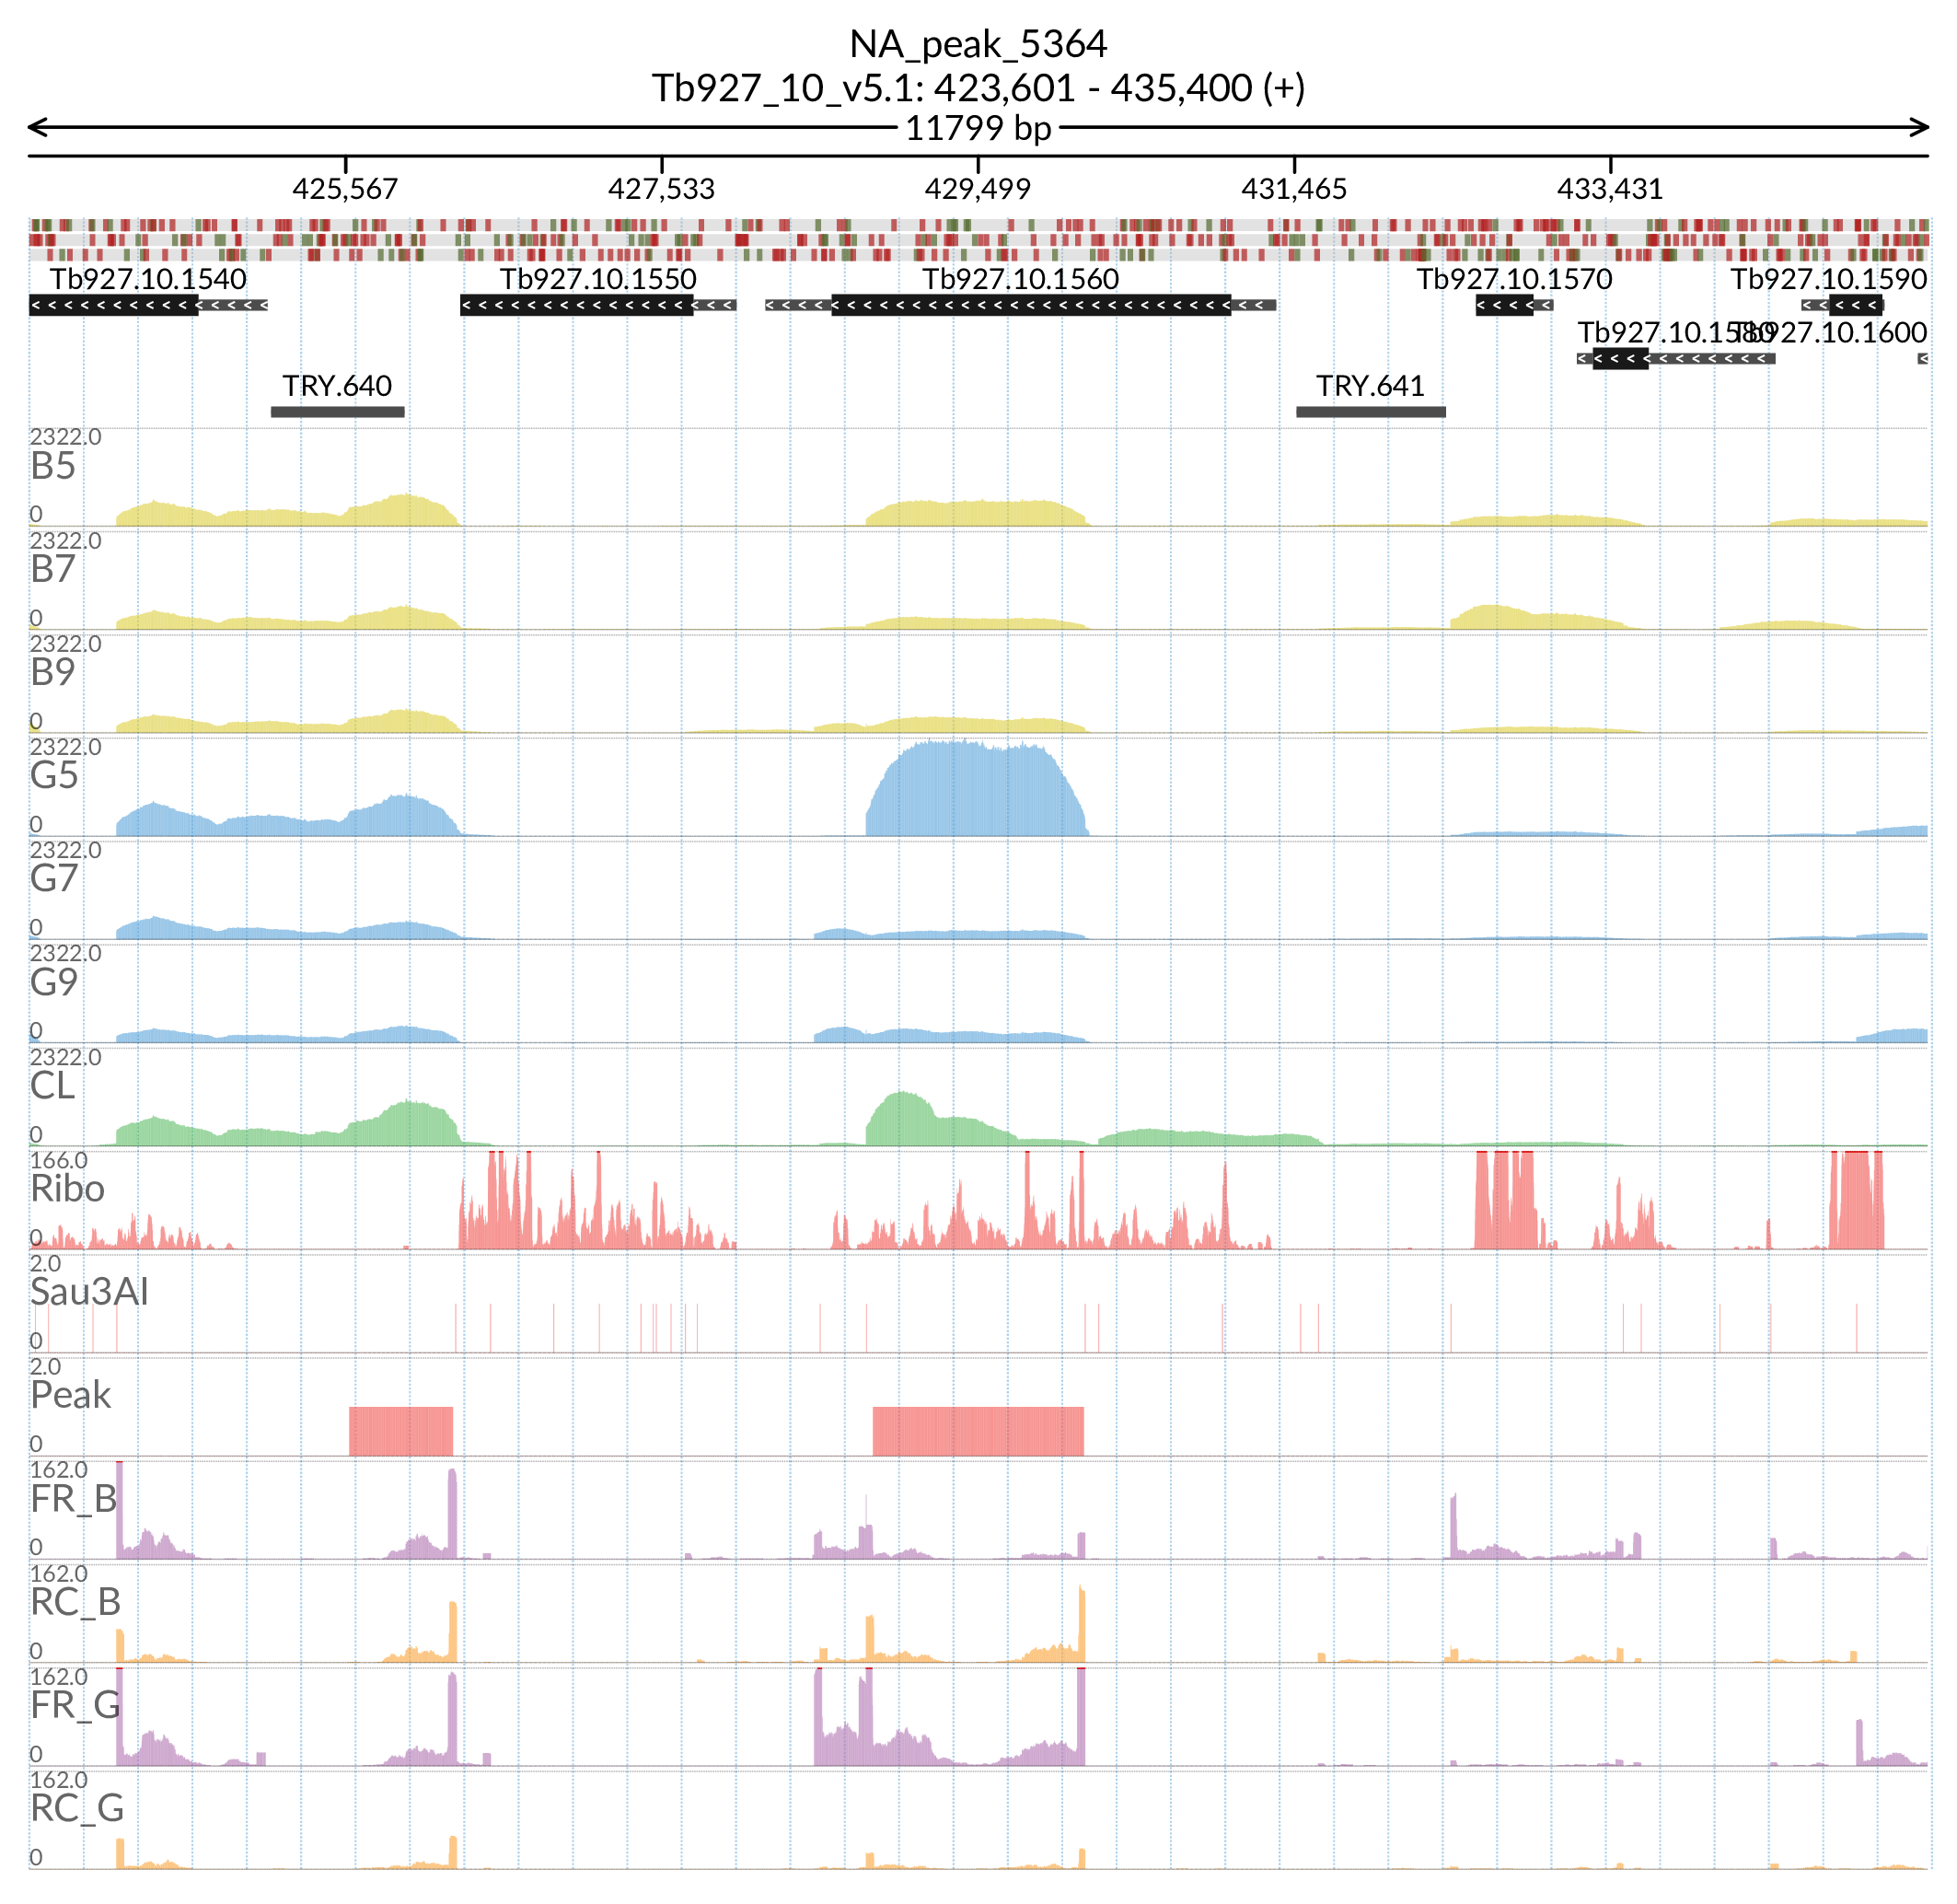 NA_peak_5364
Tb927_10_v5.1: 423,601 - 435,400 (+)
11799 bp
425,567 427,533 429,499 431,465 433,431
Tb927.10.1540 Tb927.10.1550 Tb927.10.1560 Tb927.10.1570 Tb927.10.1590
Tb927.10.1580 Tb927.10.1600
TRY.640 TRY.641
2322.0
B5
0
2322.0
B7
0
2322.0
B9
0
2322.0
G5
0
2322.0
G7
0
2322.0
G9
0
2322.0
CL
0
166.0
Ribo
0
2.0
Sau3AI
0
2.0
Peak
0
162.0
FR_B
0
162.0
RC_B
0
162.0
FR_G
0
162.0
RC_G
0